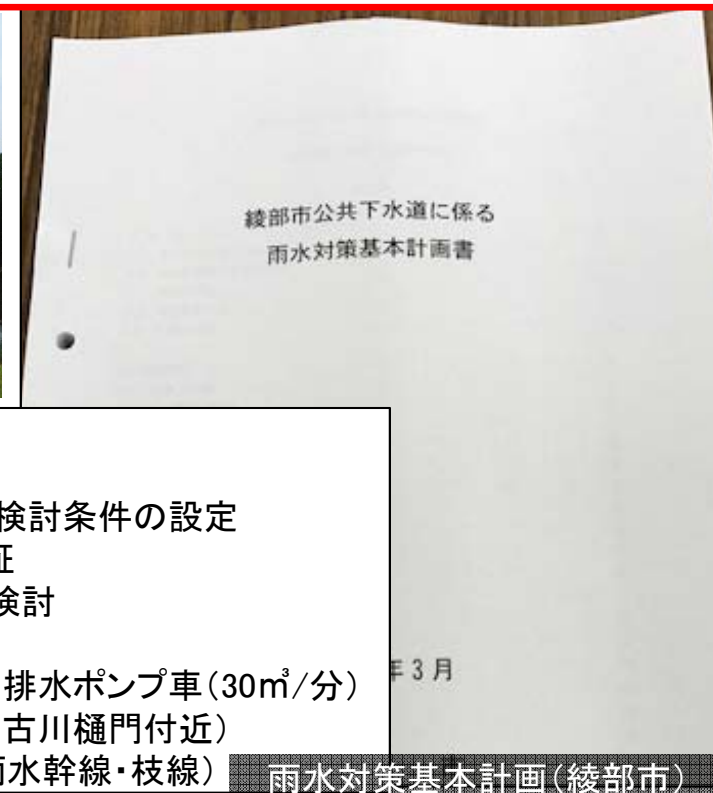 綾部市公共下水道に係る
雨水対策基本計画書
検討条件の設定
証
検討
排水ポンプ車(30㎥/分)
古川樋門付近)
雨水幹線・枝線)
年3月
雨水対策基本計画(綾部市)